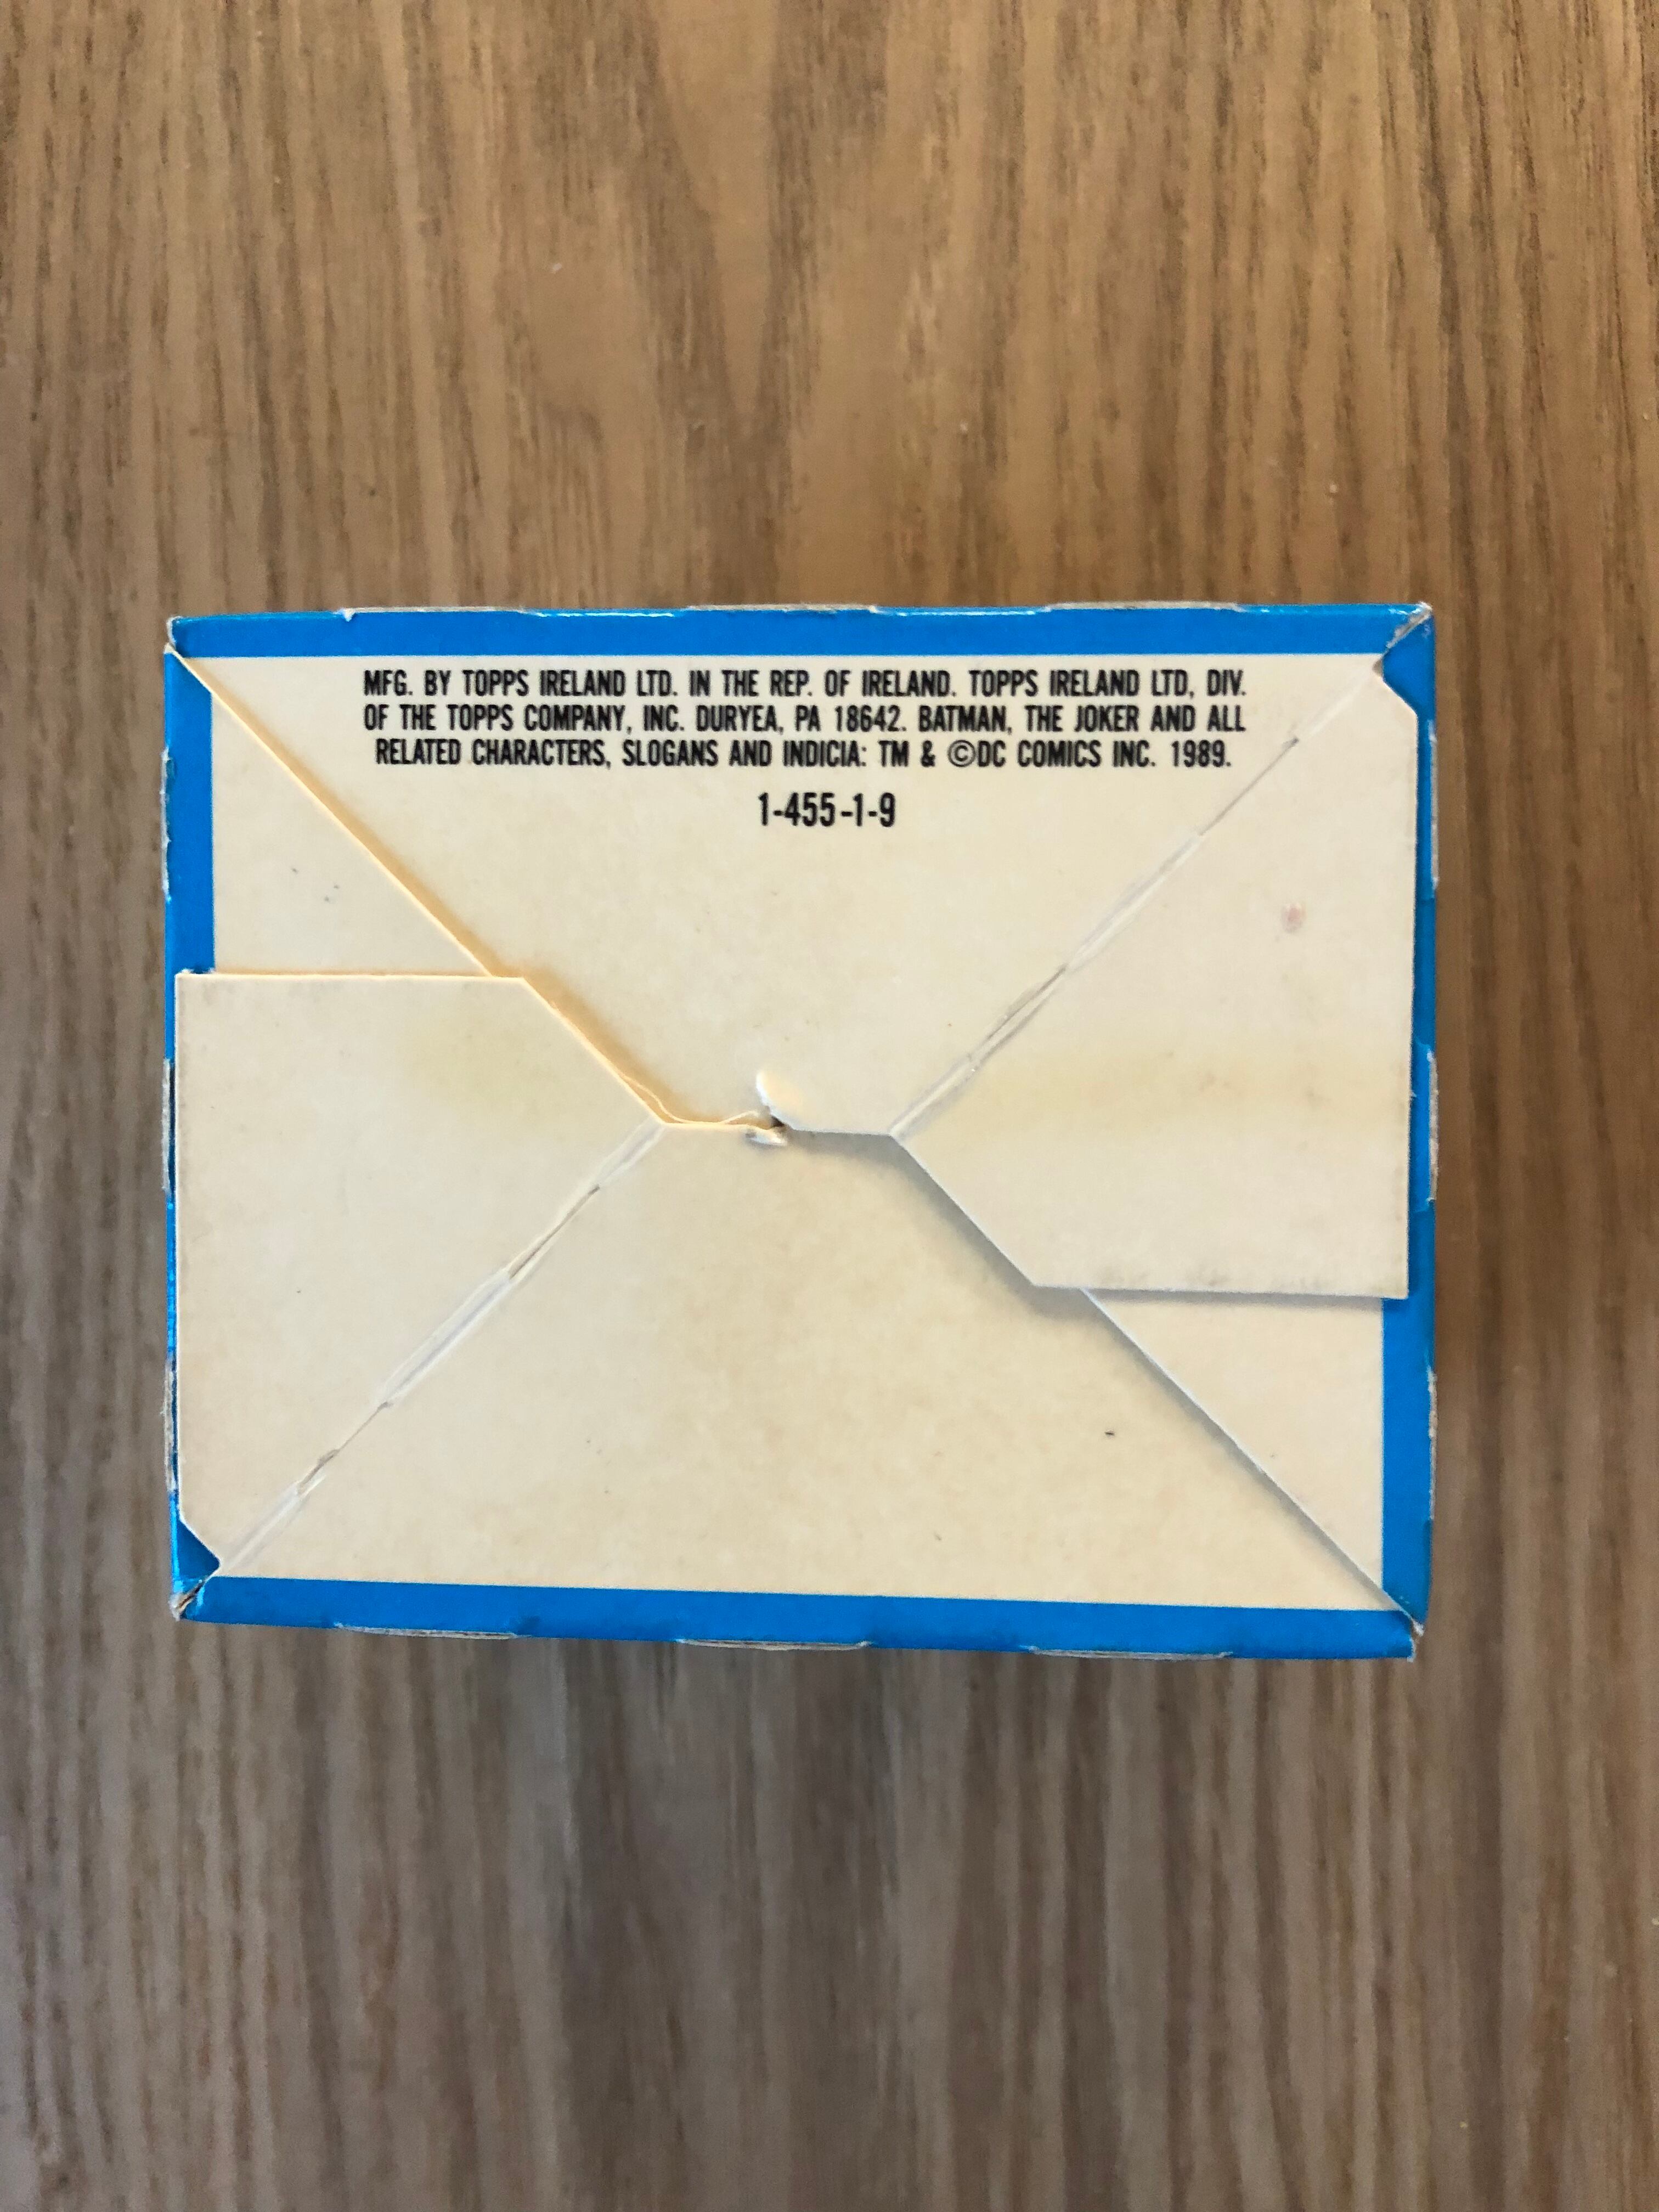 MFG. BY TOPPS IRELAND LTD. IN THE REP. OF IRELAND. TOPPS IRELAND LTD, DIV.
OF THE TOPPS COMPANY, INC. DURYEA, PA 18642. BATMAN, THE JOKER AND ALL
RELATED CHARACTERS, SLOGANS AND INDICIA: TM & ©DC COMICS INC. 1989.
1-455-1-9